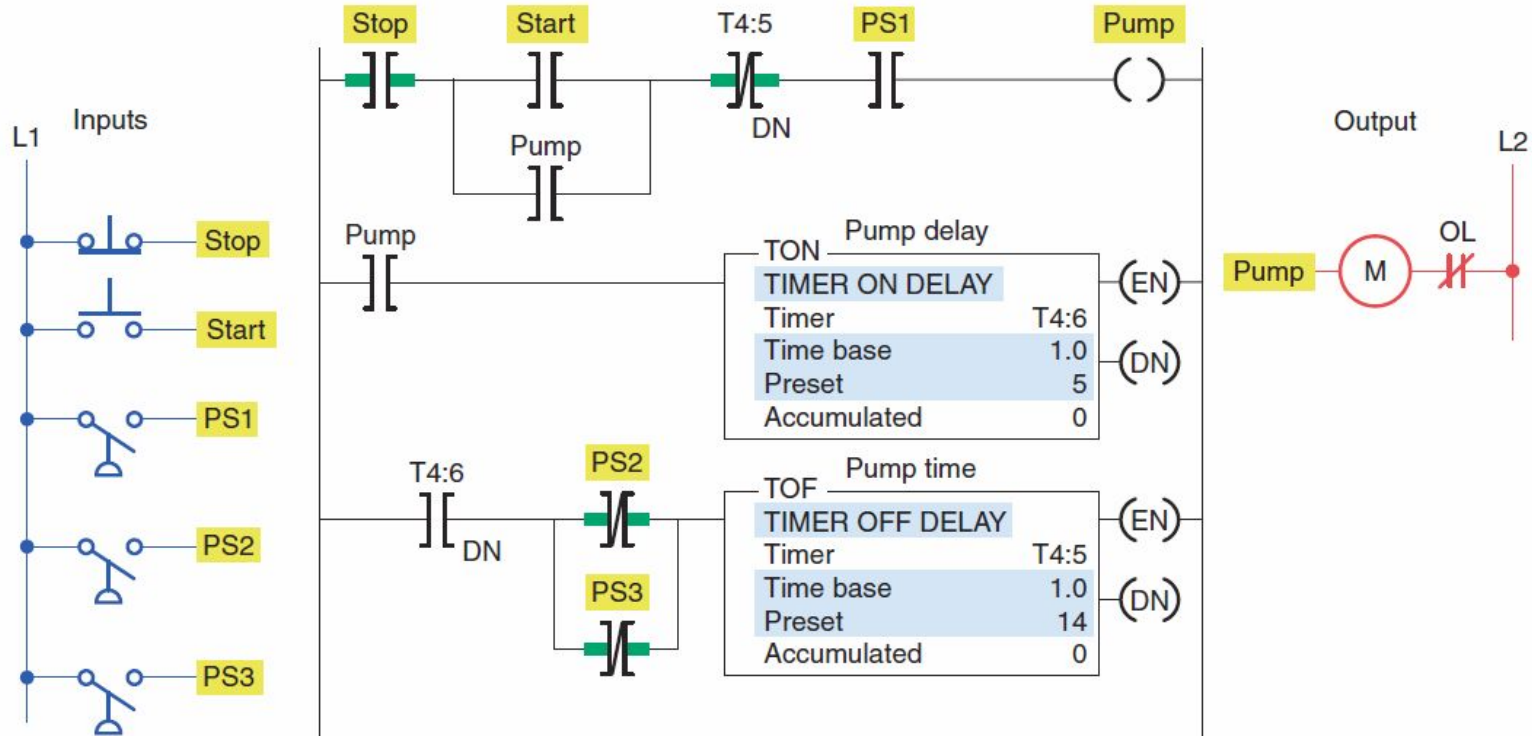 Stop
Start
T4:5
PS1
Pump
DN
Pump
Inputs
L1
Stop
Start
PS1
PS2
PS3
Output
L2
Pump
M
OL
Pump
Pump delay
TON
TIMER ON DELAY
Timer T4:6
Time base 1.0
Preset 5
Accumulated 0
EN
DN
T4:6
DN
PS2
PS3
Pump time
TOF
TIMER OFF DELAY
Timer T4:5
Time base 1.0
Preset 14
Accumulated 0
EN
DN